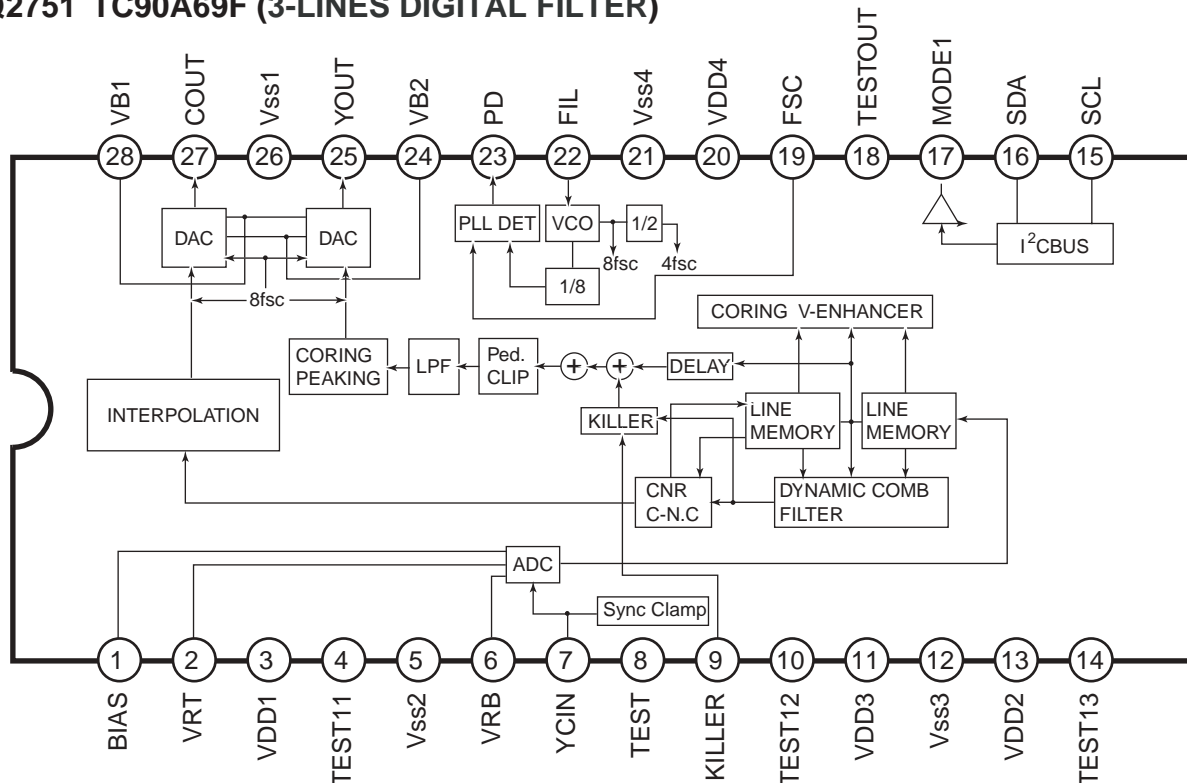 Q2751 TC90A69F (3-LINES DIGITAL FILTER)
VB1
COUT
Vss1
YOUT
VB2
PD
FIL
Vss4
VDD4
FSC
TESTOUT
MODE1
SDA
SCL
28
27
26
25
24
23
22
21
20
19
18
17
16
15
DAC
DAC
PLL DET
VCO
1/2
I²CBUS
8fsc
4fsc
1/8
8fsc
CORING V-ENHANCER
CORING
PEAKING
LPF
Ped.
CLIP
+
+
DELAY
INTERPOLATION
KILLER
LINE
MEMORY
LINE
MEMORY
CNR
C-N.C
DYNAMIC COMB
FILTER
ADC
Sync Clamp
1
2
3
4
5
6
7
8
9
10
11
12
13
14
BIAS
VRT
VDD1
TEST11
Vss2
VRB
YCIN
TEST
KILLER
TEST12
VDD3
Vss3
VDD2
TEST13